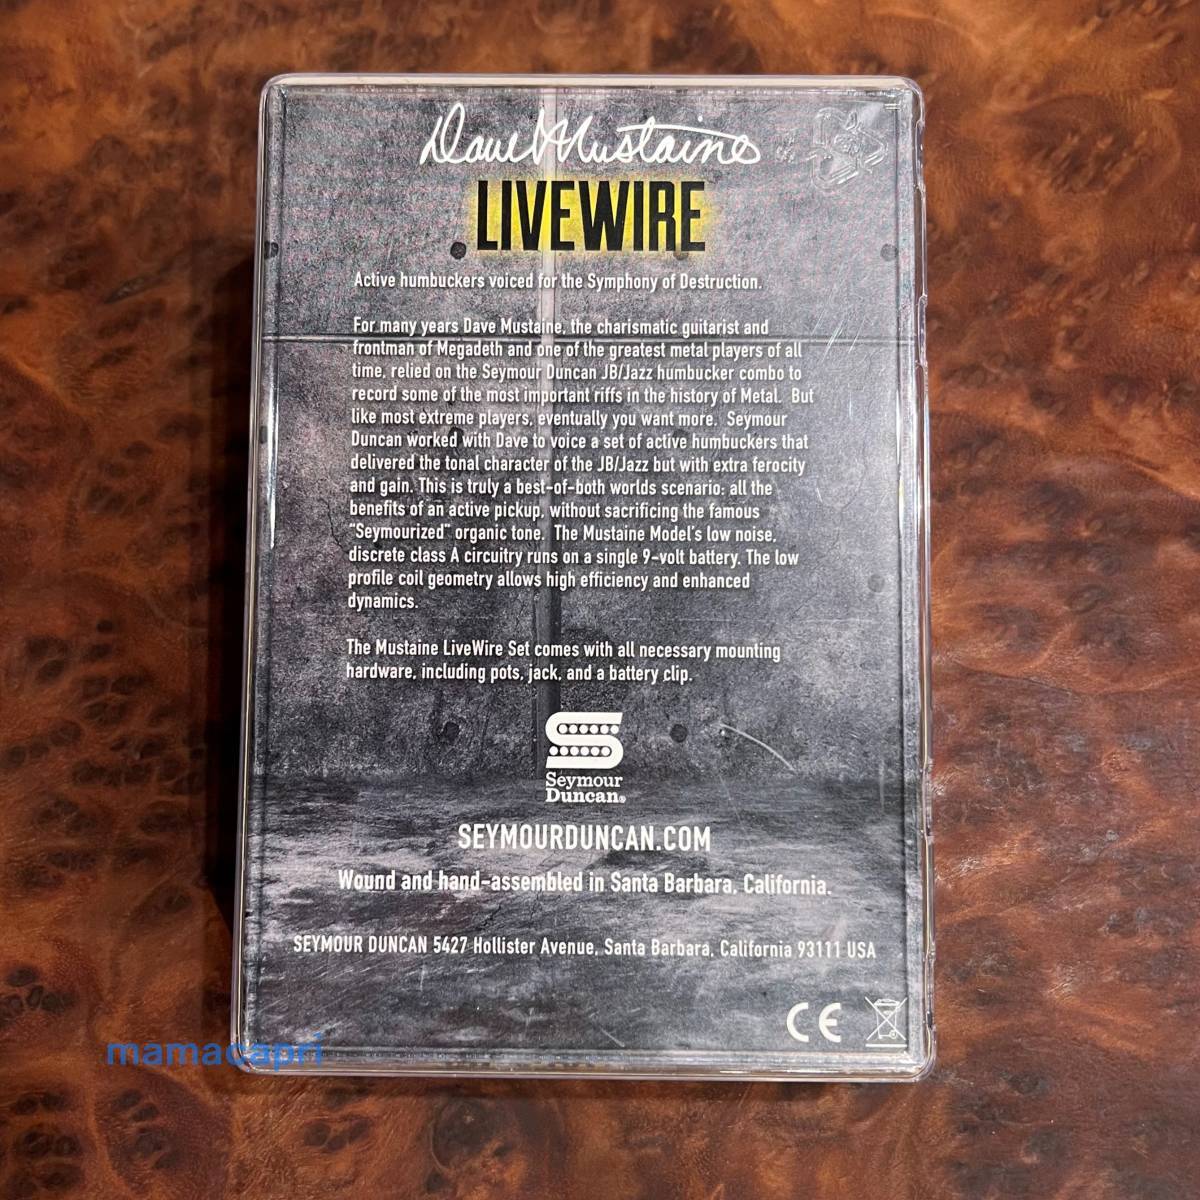 Dave Mustaine
LIVEWIRE
Active humbuckers voiced for the Symphony of Destruction.
For many years Dave Mustaine, the charismatic guitarist and
frontman of Megadeth and one of the greatest metal players of all
time, relied on the Seymour Duncan JB/Jazz humbucker combo to
record some of the most important riffs in the history of Metal.  But
like most extreme players, eventually you want more.  Seymour
Duncan worked with Dave to voice a set of active humbuckers that
delivered the tonal character of the JB/Jazz but with extra ferocity
and gain. This is truly a best-of-both worlds scenario: all the
benefits of an active pickup, without sacrificing the famous
"Seymourized" organic tone.  The Mustaine Model's low noise,
discrete class A circuitry runs on a single 9-volt battery. The low
profile coil geometry allows high efficiency and enhanced
dynamics.
The Mustaine LiveWire Set comes with all necessary mounting
hardware, including pots, jack, and a battery clip.
Seymour
Duncan®
SEYMOURDUNCAN.COM
Wound and hand-assembled in Santa Barbara, California.
SEYMOUR DUNCAN 5427 Hollister Avenue, Santa Barbara, California 93111 USA
CE
mamacapri